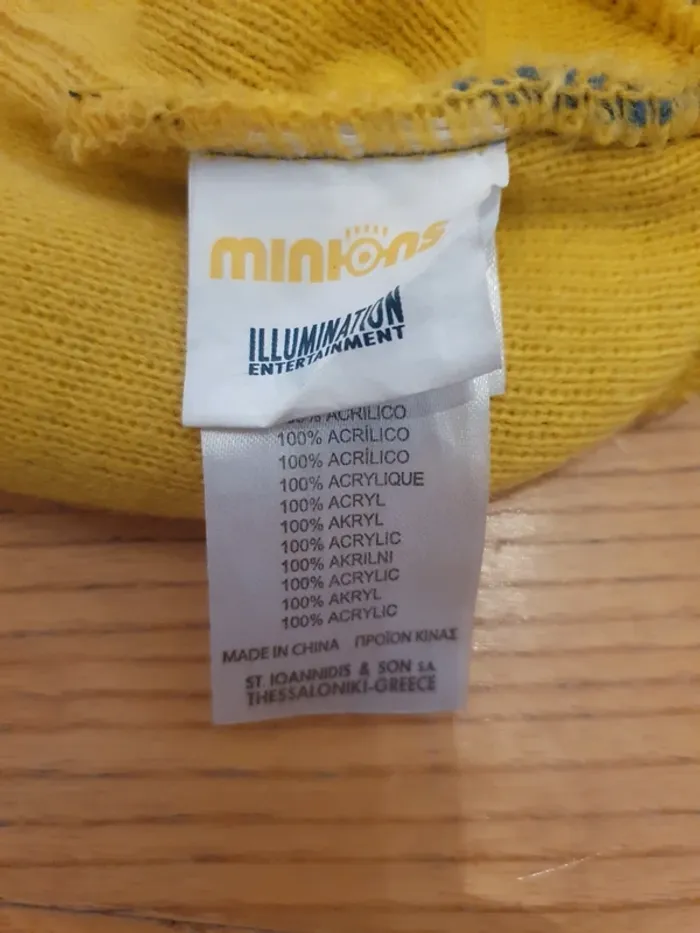 minions
ILLUMINATION
ENTERTAINMENT
ACRÍLICO
100% ACRÍLICO
100% ACRÍLICO
100% ACRYLIQUE
100% ACRYL
100% AKRYL
100% ACRYLIC
100% AKRILNI
100% ACRYLIC
100% AKRYL
100% ACRYLIC
MADE IN CHINA ΠΡΟΪΟΝ ΚΙΝΑΣ
ST. IOANNIDIS & SON S.A.
THESSALONIKI-GREECE